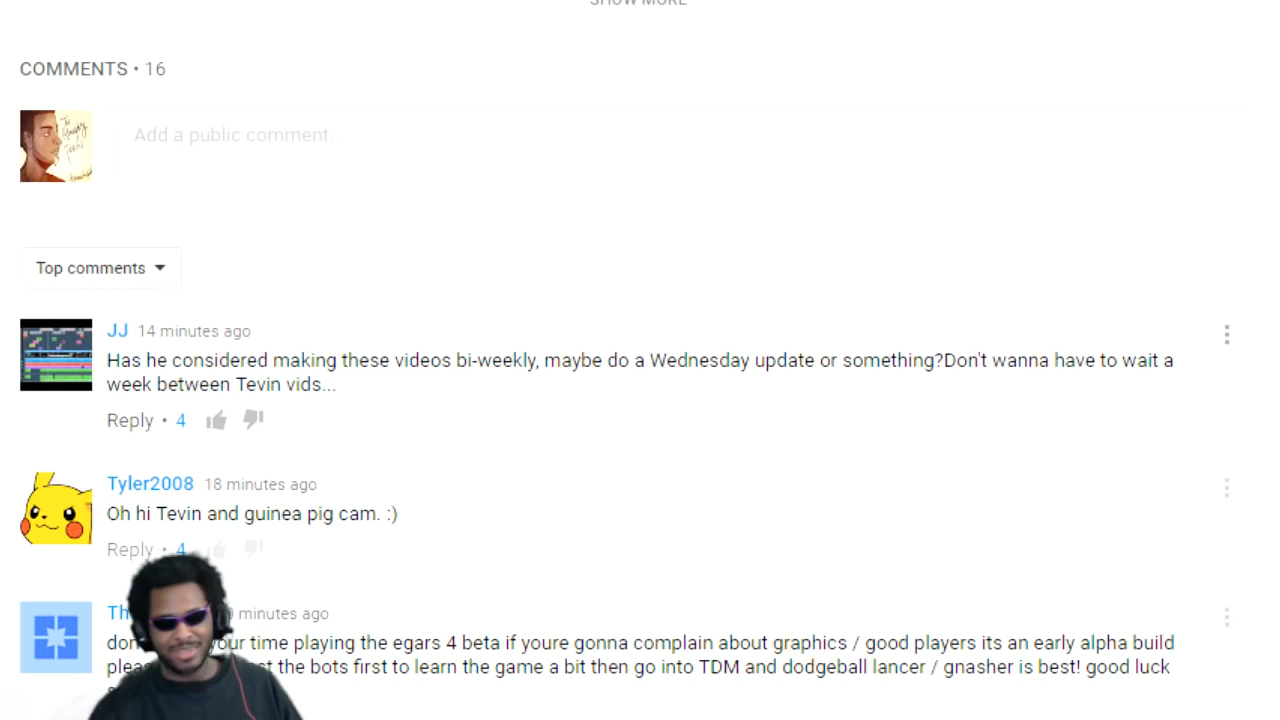 SHOW MORE
COMMENTS • 16
Add a public comment...
Top comments
JJ 14 minutes ago
Has he considered making these videos bi-weekly, maybe do a Wednesday update or something?Don't wanna have to wait a
week between Tevin vids...
Reply • 4
Tyler2008 18 minutes ago
Oh hi Tevin and guinea pig cam. :)
Reply • 4
minutes ago
your time playing the egars 4 beta if youre gonna complain about graphics / good players its an early alpha build
the bots first to learn the game a bit then go into TDM and dodgeball lancer / gnasher is best! good luck